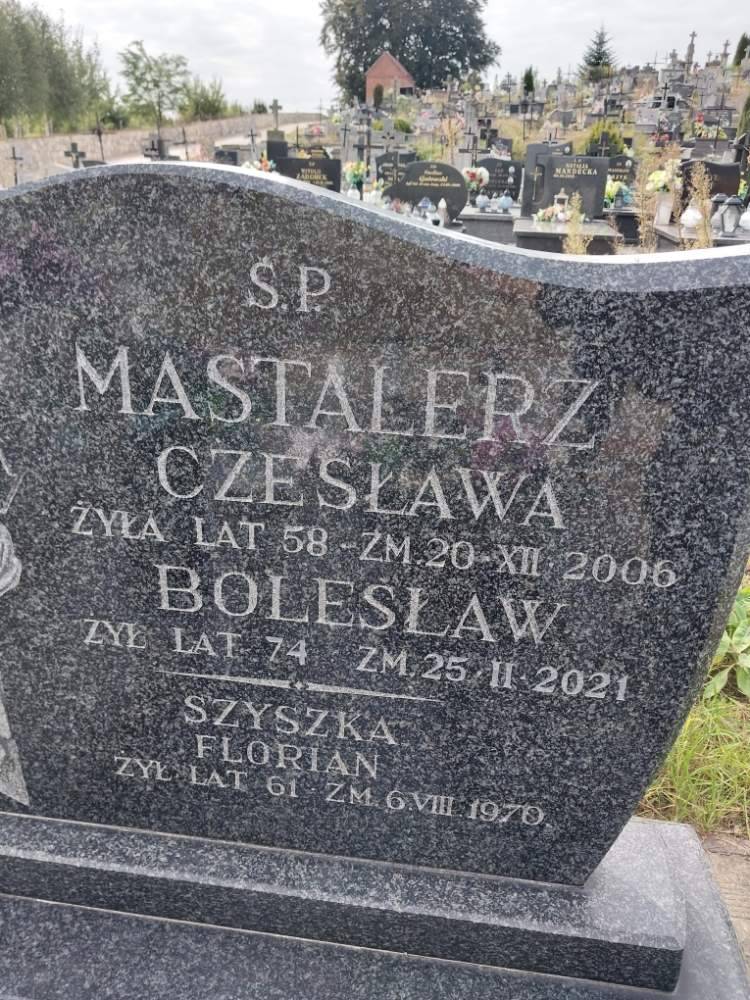 Ś.P.
MASTALERZ
CZESŁAWA
ŻYŁA LAT 58 - ZM. 20-XII 2006
BOLESŁAW
ŻYŁ LAT 74 ZM. 25 II 2021
SZYSZKA
FLORIAN
ŻYŁ LAT 61 ZM. 6.VIII 1970.
MANDECKA